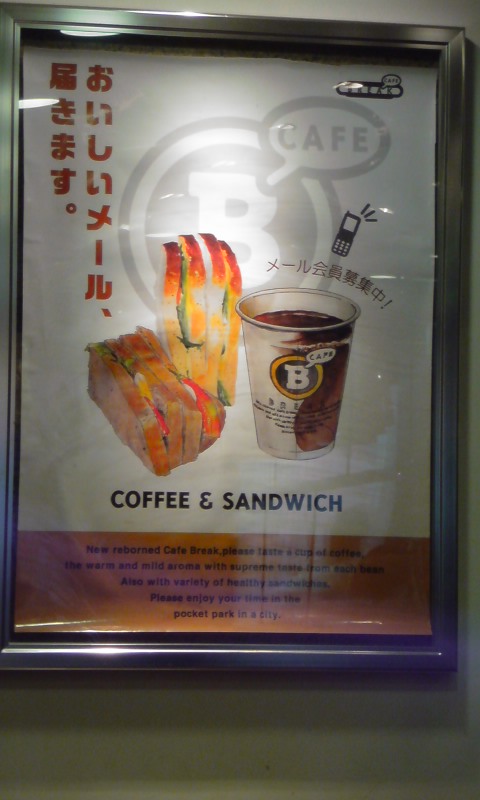 おいしいメール、
届きます。
CAFE
BREAK
CAFE
B
メール会員募集中!
CAFE
B
COFFEE & SANDWICH
New reborned Cafe Break,please taste a cup of coffee,
the warm and mild aroma with supreme taste from each bean
Also with variety of healthy sandwiches.
Please enjoy your time in the
pocket park in a city.